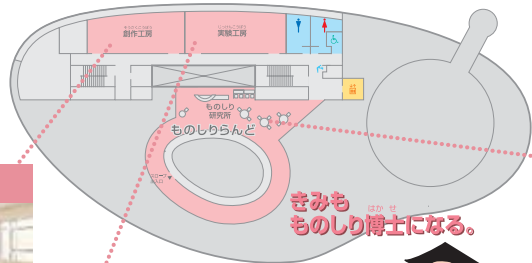 創作工房
実験工房
ものしり
研究所
ものしりらんど
きみも
ものしり博士になる。
はかせ